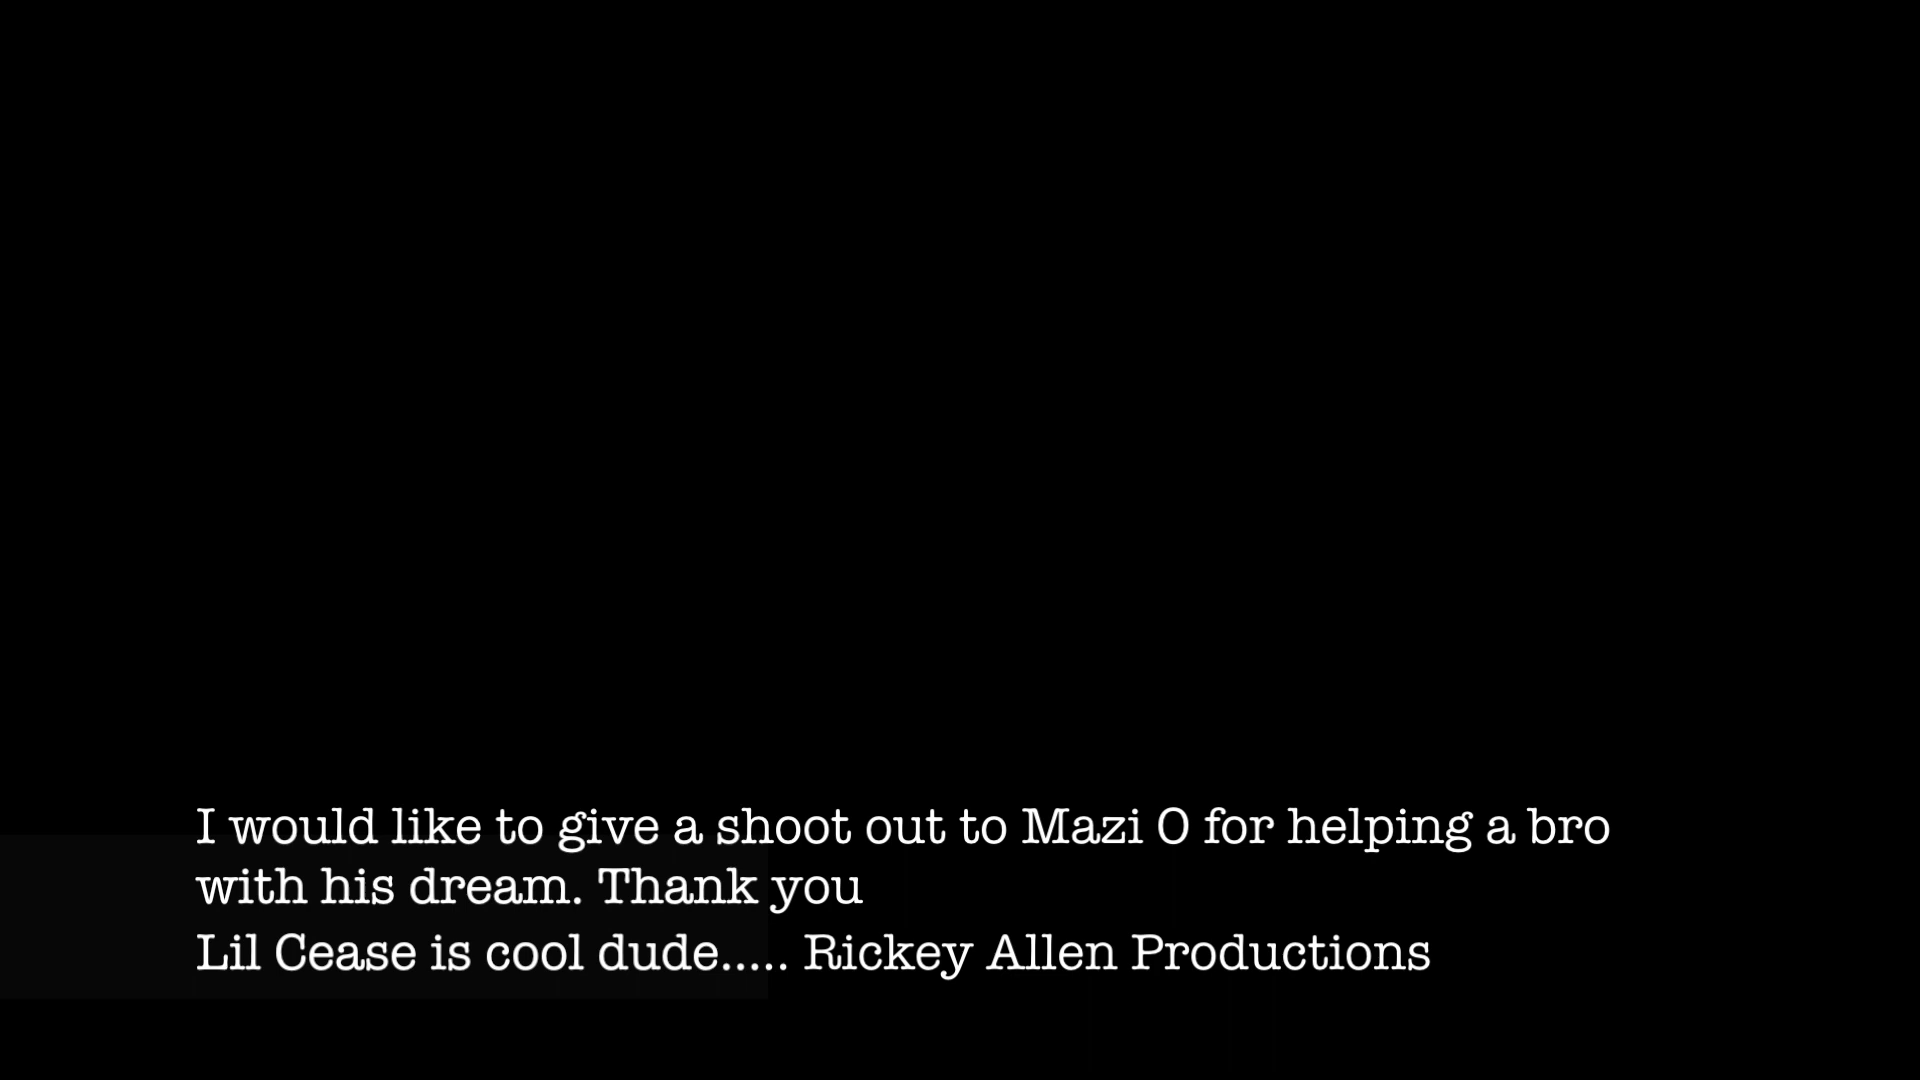 I would like to give a shoot out to Mazi O for helping a bro
with his dream. Thank you
Lil Cease is cool dude..... Rickey Allen Productions